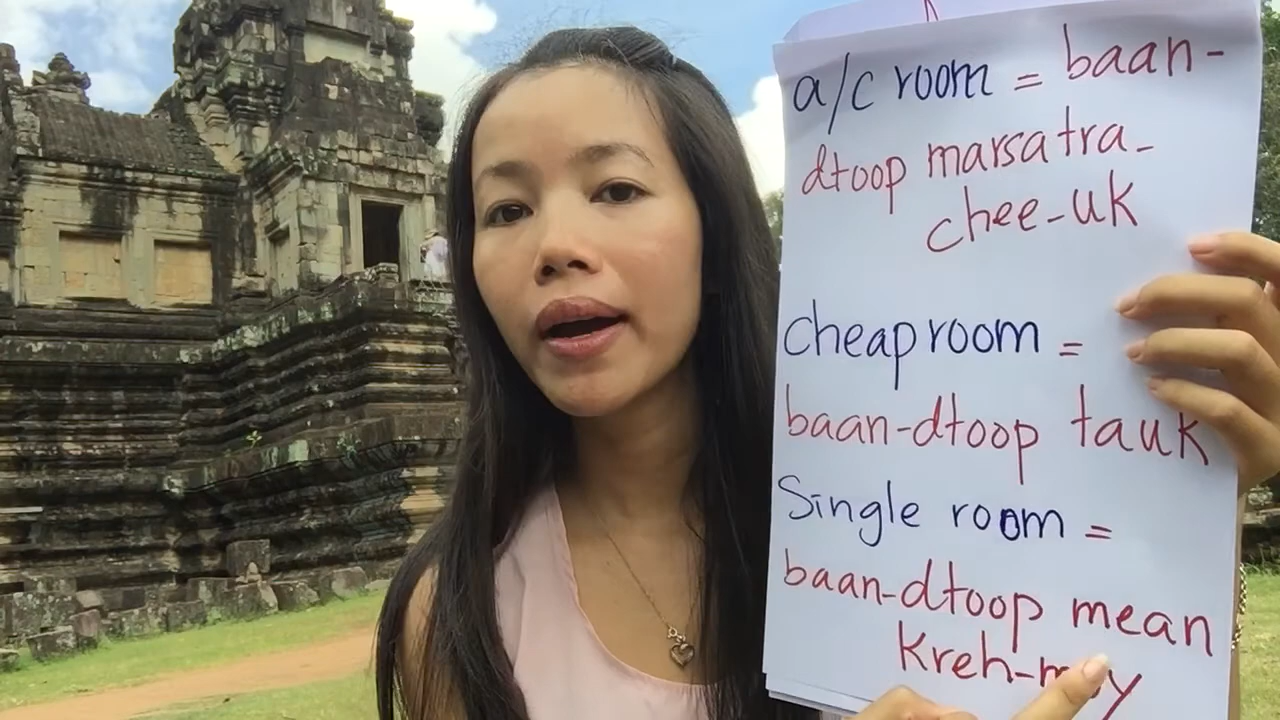 a/c room = baan-
dtoop marsatra-
chee-uk
cheap room =
baan-dtoop tauk
Single room =
baan-dtoop mean